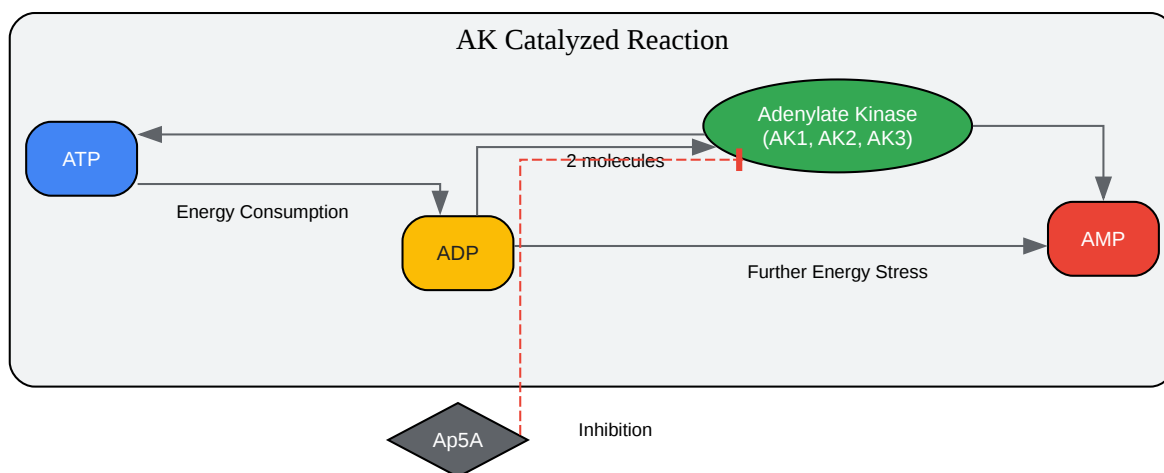 AK Catalyzed Reaction
Adenylate Kinase
(AK1, AK2, AK3)
ATP
2 molecules
Energy Consumption
ADP
AMP
Further Energy Stress
Ap5A
Inhibition